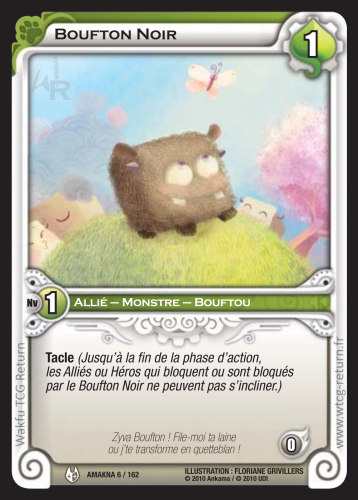 BOUFTON NOIR
1
R
Nv 1
ALLIÉ – MONSTRE – BOUFTOU
Tacle (Jusqu'à la fin de la phase d'action,
les Alliés ou Héros qui bloquent ou sont bloqués
par le Boufton Noir ne peuvent pas s'incliner.)
Zyva Boufton ! File-moi ta laine
ou j'te transforme en quetteblan !
0
AMAKNA 6 / 162
ILLUSTRATION : FLORIANE GRIVILLERS
© 2010 Ankama / © 2010 UDI
Wakfu TCG Return
www.wtcg-return.fr